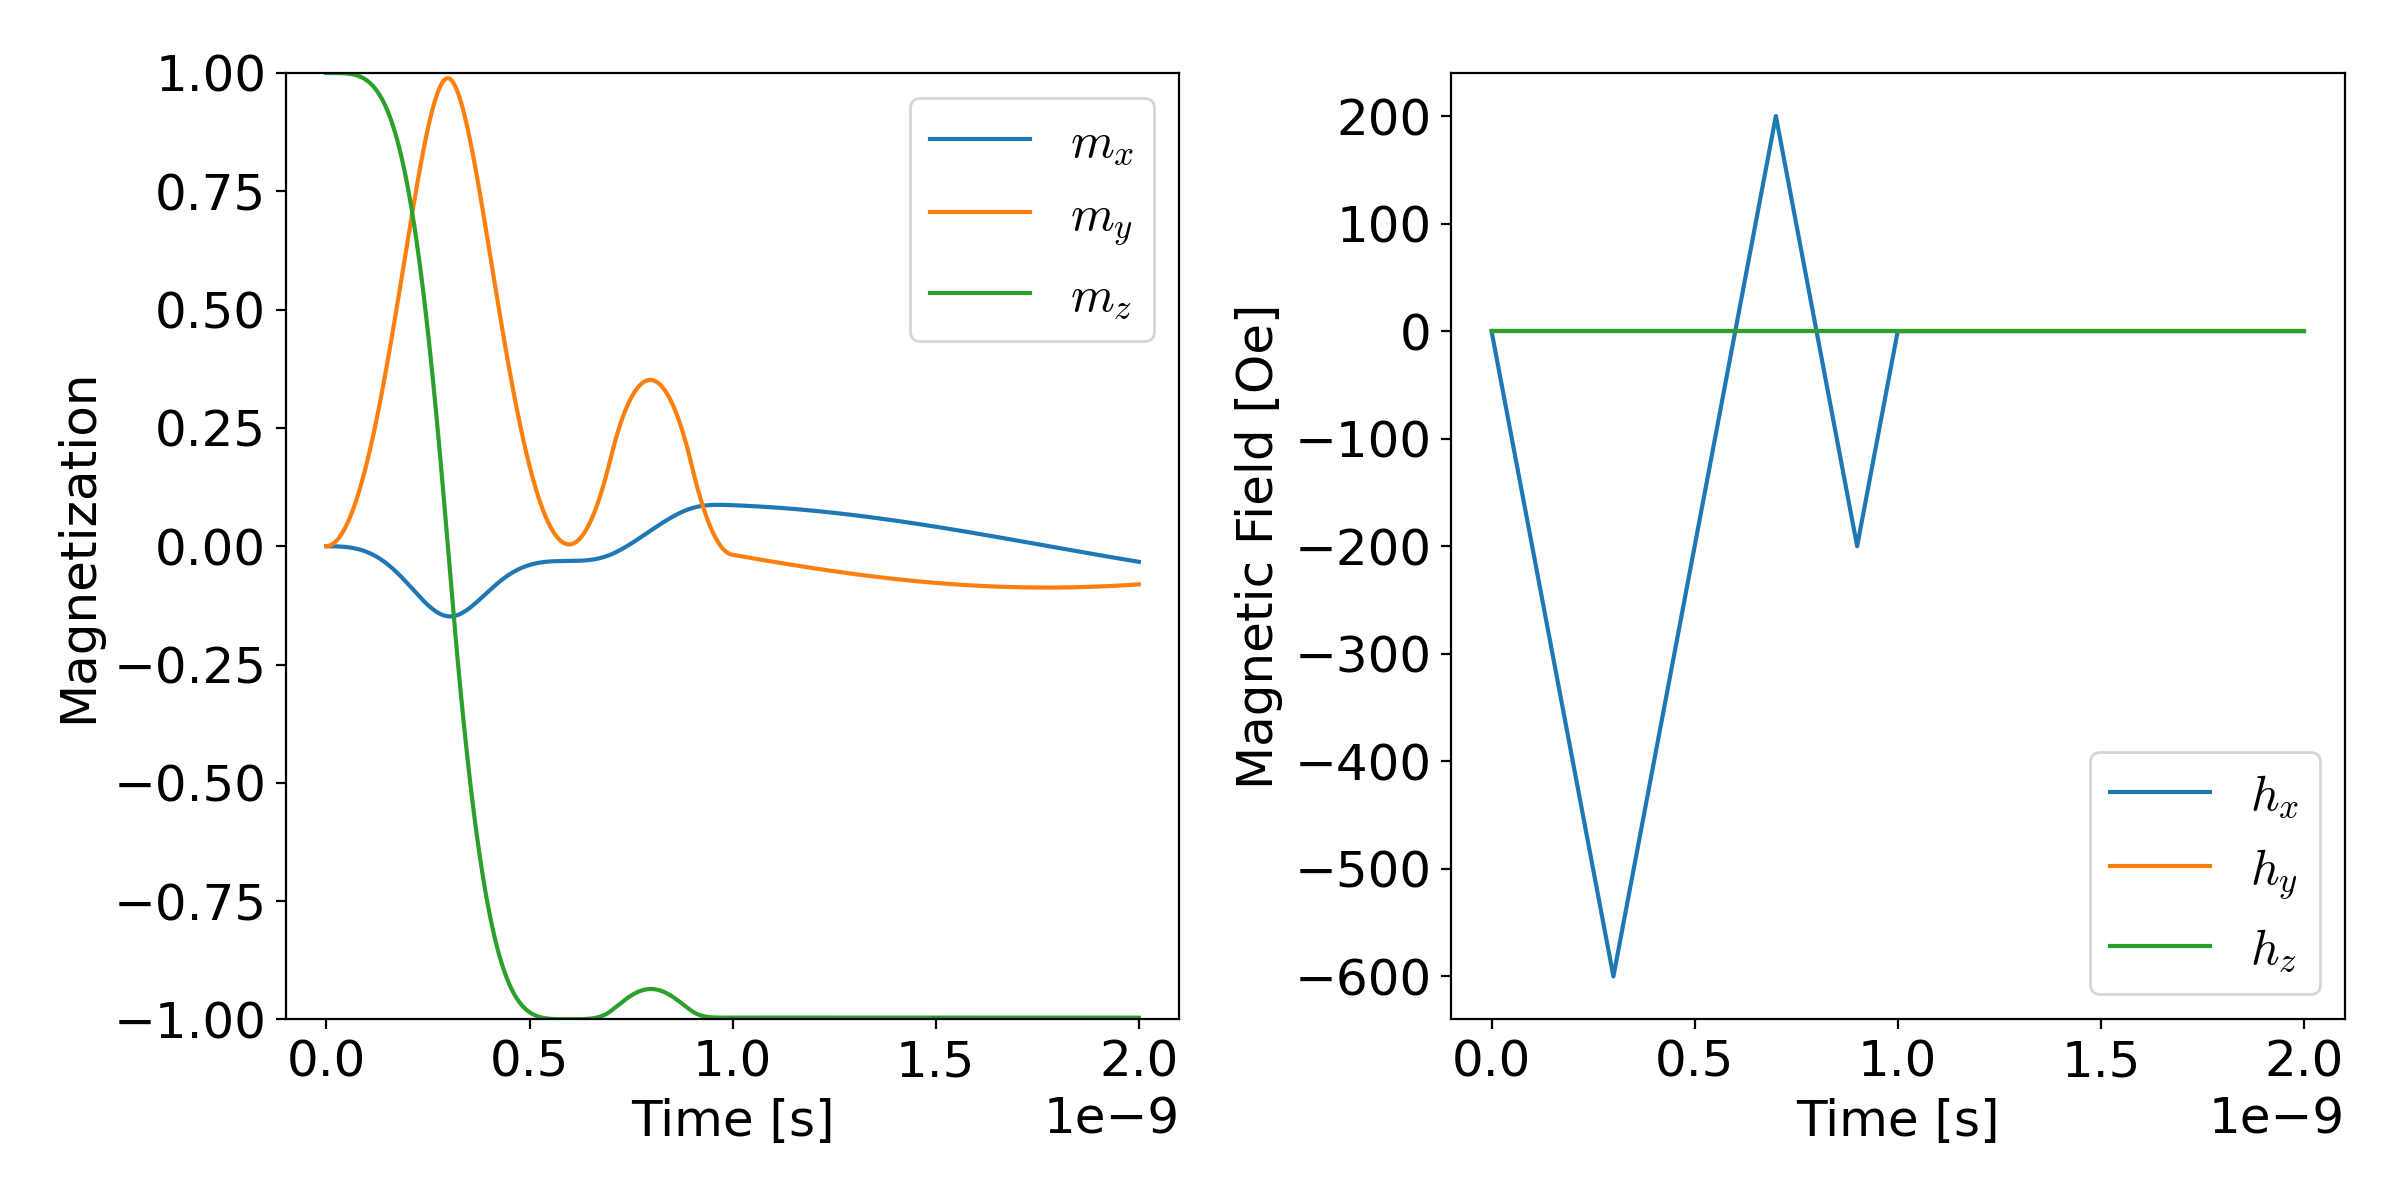 1.00
0.75
0.50
0.25
0.00
−0.25
−0.50
−0.75
−1.00
Magnetization
0.0 0.5 1.0 1.5 2.0
Time [s]
1e−9
m_x
m_y
m_z
200
100
0
−100
−200
−300
−400
−500
−600
Magnetic Field [Oe]
0.0 0.5 1.0 1.5 2.0
Time [s]
1e−9
h_x
h_y
h_z